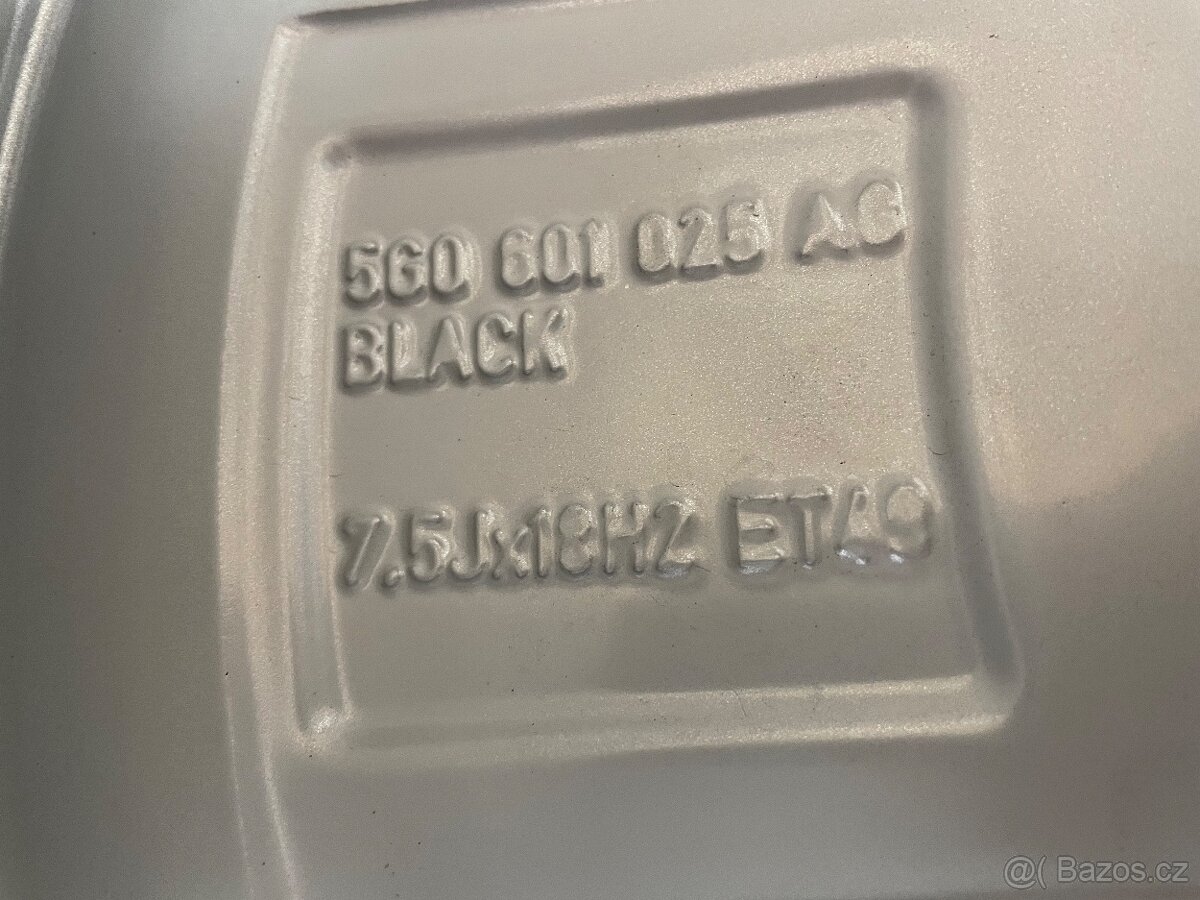 5G0 601 025 AG
BLACK
7.5Jx18H2 ET49
@( Bazos.cz